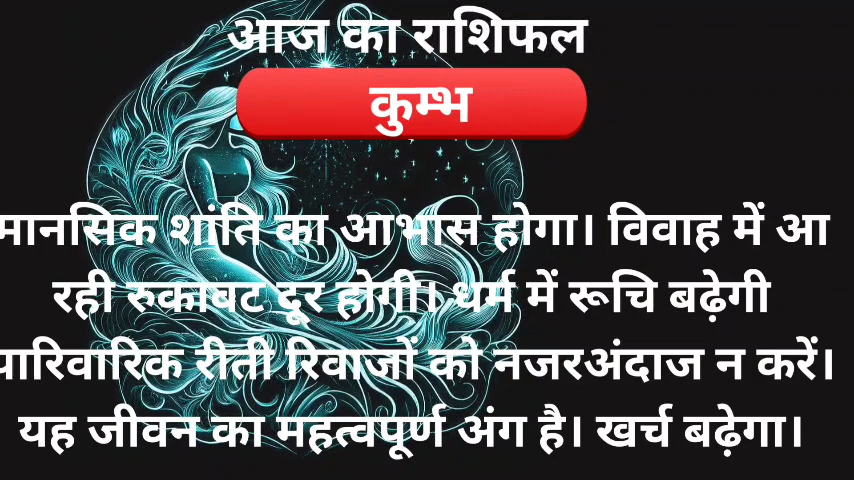 आज का राशिफल
कुम्भ
मानसिक शांति का आभास होगा। विवाह में आ
रही रुकावट दूर होगी। धर्म में रूचि बढ़ेगी
पारिवारिक रीती रिवाजों को नजरअंदाज न करें।
यह जीवन का महत्वपूर्ण अंग है। खर्च बढ़ेगा।